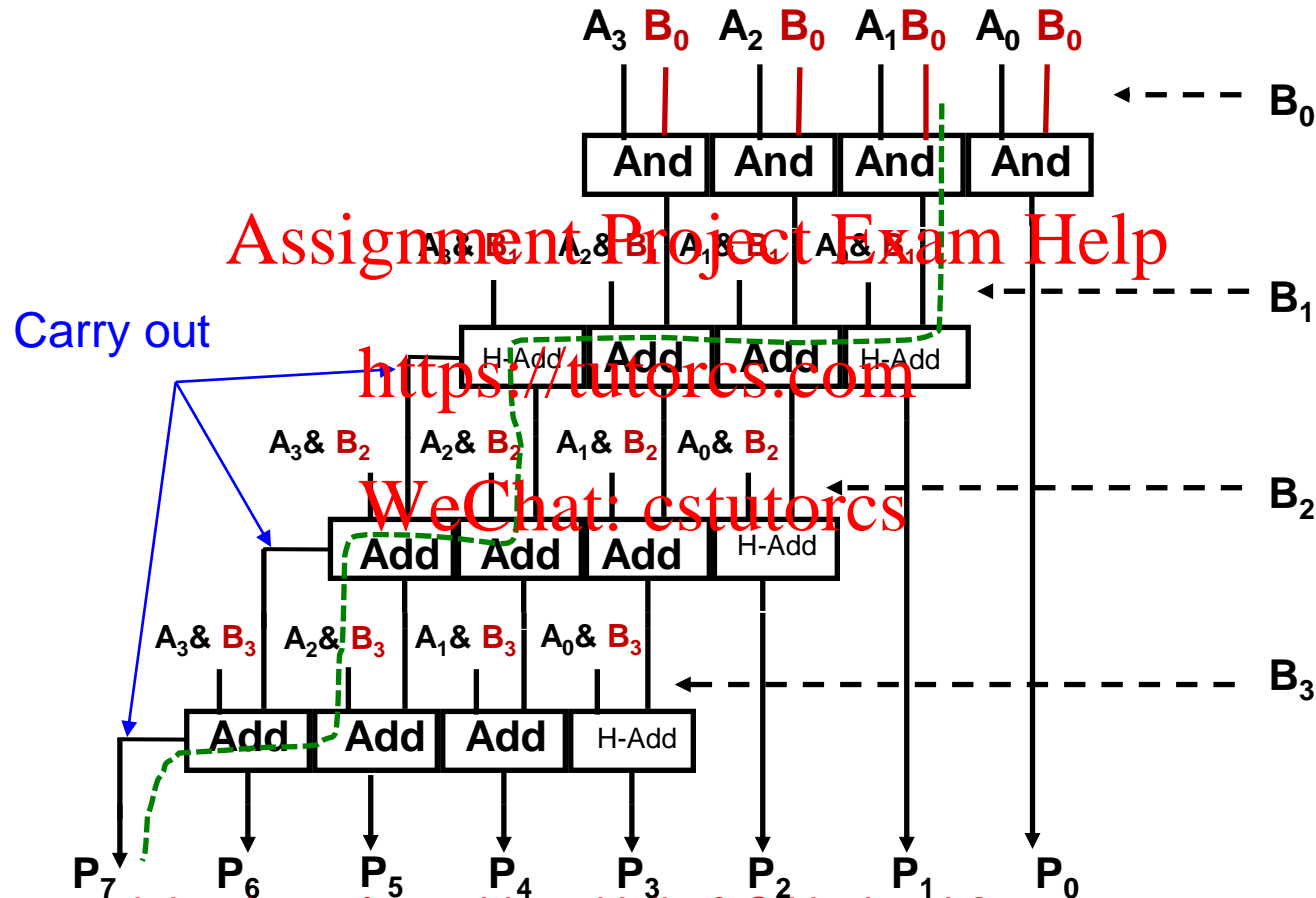 A3 B0 A2 B0 A1 B0 A0 B0
B0
And And And And
Assignment Project Exam Help
A3& B1 A2& B1 A1& B1 A0& B1
B1
Carry out
H-Add Add Add H-Add
https://tutorcs.com
A3& B2 A2& B2 A1& B2 A0& B2
B2
WeChat: cstutorcs
Add Add Add H-Add
A3& B3 A2& B3 A1& B3 A0& B3
B3
Add Add Add H-Add
P7 P6 P5 P4 P3 P2 P1 P0